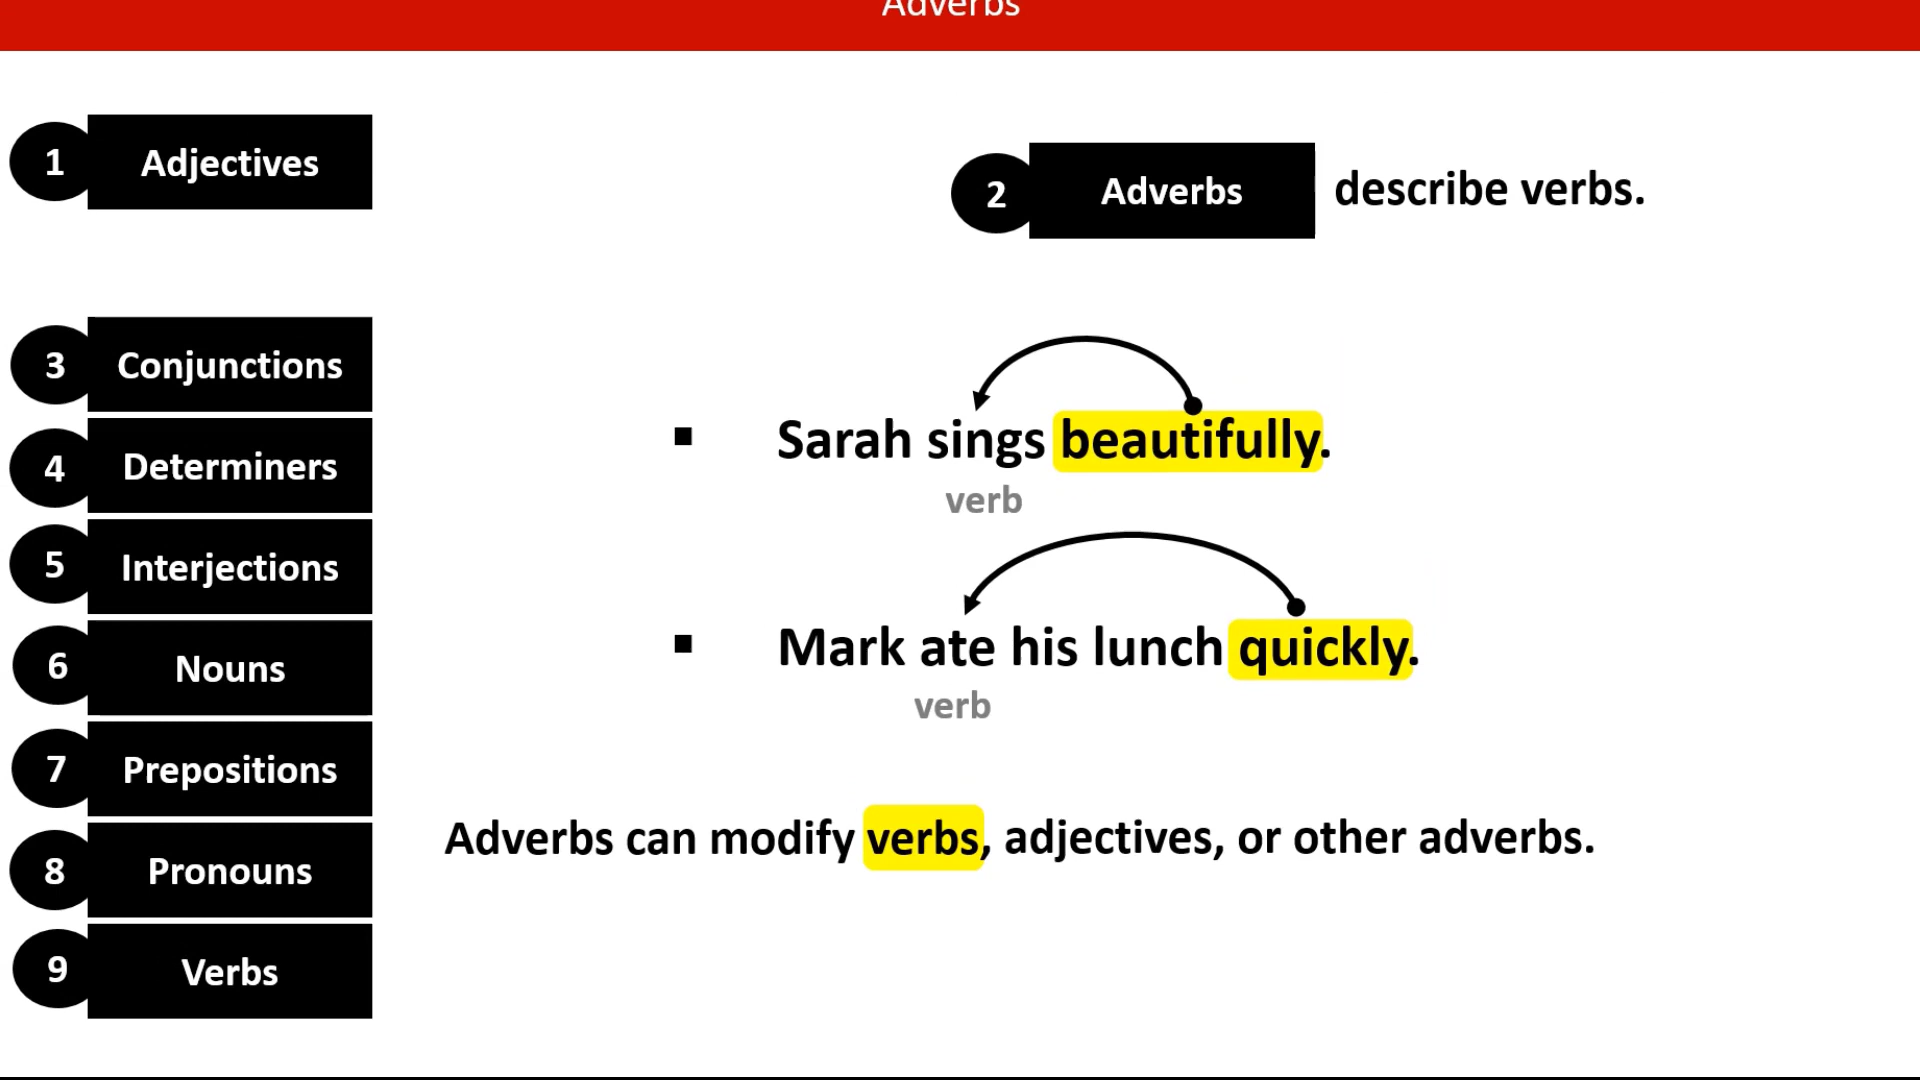 Adverbs
1 Adjectives
2 Adverbs describe verbs.
3 Conjunctions
4 Determiners
5 Interjections
6 Nouns
7 Prepositions
8 Pronouns
9 Verbs
▪ Sarah sings beautifully.
verb
▪ Mark ate his lunch quickly.
verb
Adverbs can modify verbs, adjectives, or other adverbs.